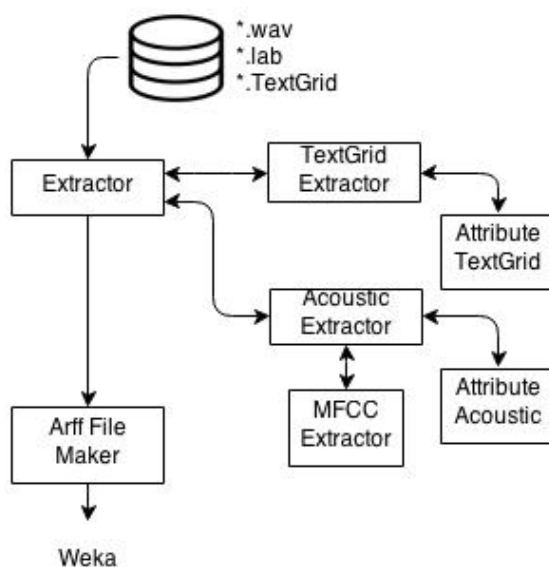 *.wav
*.lab
*.TextGrid
Extractor
TextGrid
Extractor
Attribute
TextGrid
Acoustic
Extractor
MFCC
Extractor
Attribute
Acoustic
Arff File
Maker
Weka